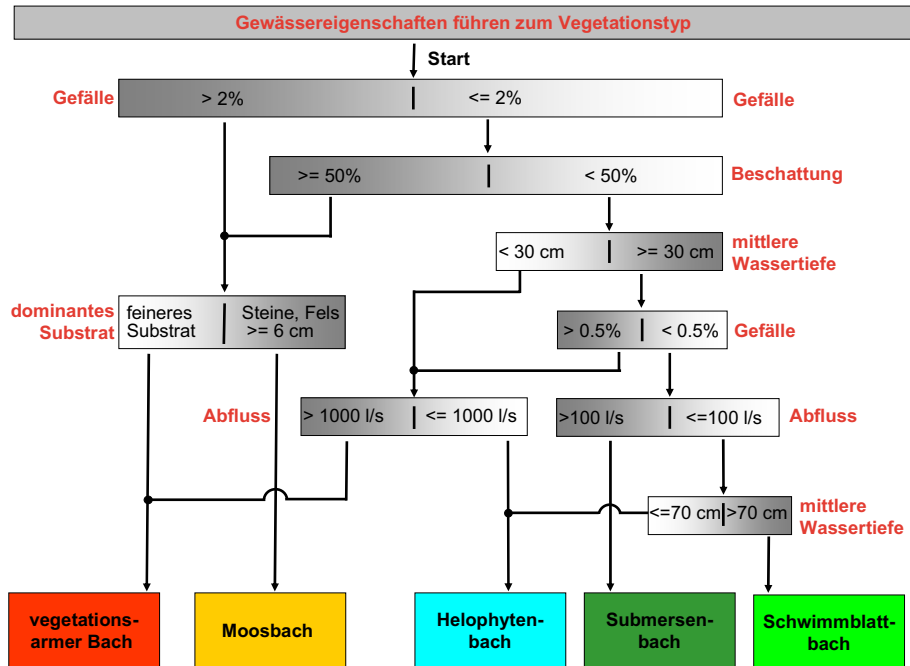 Gewässereigenschaften führen zum Vegetationstyp
Start
Gefälle
> 2%
<= 2%
Gefälle
>= 50%
< 50%
Beschattung
< 30 cm
>= 30 cm
mittlere
Wassertiefe
dominantes
Substrat
feineres
Substrat
Steine, Fels
>= 6 cm
> 0.5%
< 0.5%
Gefälle
Abfluss
> 1000 l/s
<= 1000 l/s
>100 l/s
<=100 l/s
Abfluss
<=70 cm
>70 cm
mittlere
Wassertiefe
vegetations-
armer Bach
Moosbach
Helophyten-
bach
Submersen-
bach
Schwimmblatt-
bach